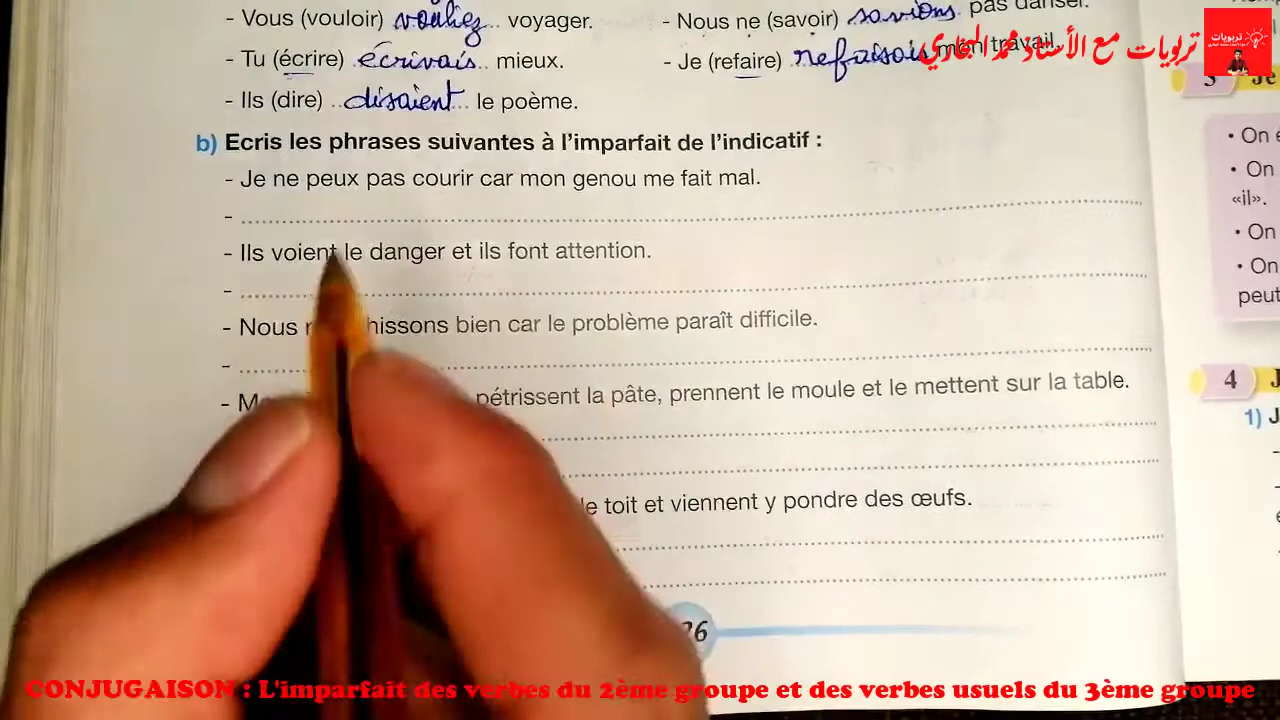 - Vous (vouloir) vouliez voyager.
- Nous ne (savoir) savions pas danser.
- Tu (écrire) écrivais mieux.
- Je (refaire) refaisais mon travail.
- Ils (dire) disaient le poème.
تربويات مع الأستاذ محمد البخاري
تربويات
b) Ecris les phrases suivantes à l'imparfait de l'indicatif :
- Je ne peux pas courir car mon genou me fait mal.
-
- Ils voient le danger et ils font attention.
-
- Nous hissons bien car le problème paraît difficile.
-
- pétrissent la pâte, prennent le moule et le mettent sur la table.
le toit et viennent y pondre des œufs.
26
3 Je
• On
• On
«il».
• On
• On
peut
4 J
1) J
CONJUGAISON : L'imparfait des verbes du 2ème groupe et des verbes usuels du 3ème groupe